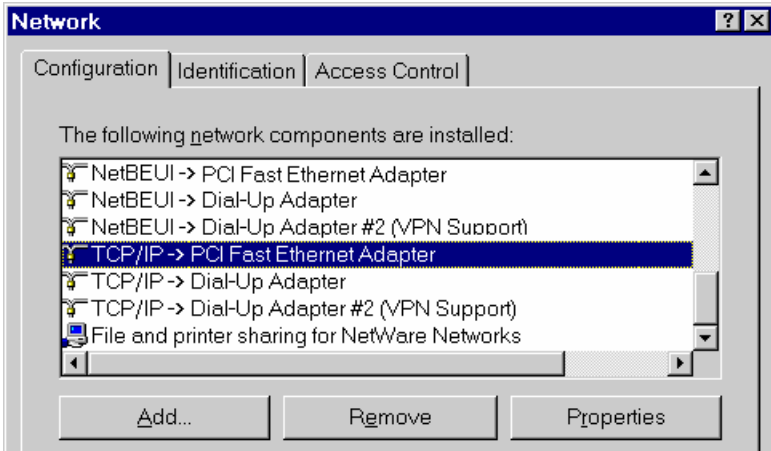 Network
Configuration Identification Access Control
The following network components are installed:
NetBEUI -> PCI Fast Ethernet Adapter
NetBEUI -> Dial-Up Adapter
NetBEUI -> Dial-Up Adapter #2 (VPN Support)
TCP/IP -> PCI Fast Ethernet Adapter
TCP/IP -> Dial-Up Adapter
TCP/IP -> Dial-Up Adapter #2 (VPN Support)
File and printer sharing for NetWare Networks
Add... Remove Properties